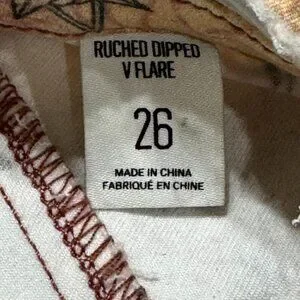 RUCHED DIPPED
V FLARE
26
MADE IN CHINA
FABRIQUÉ EN CHINE